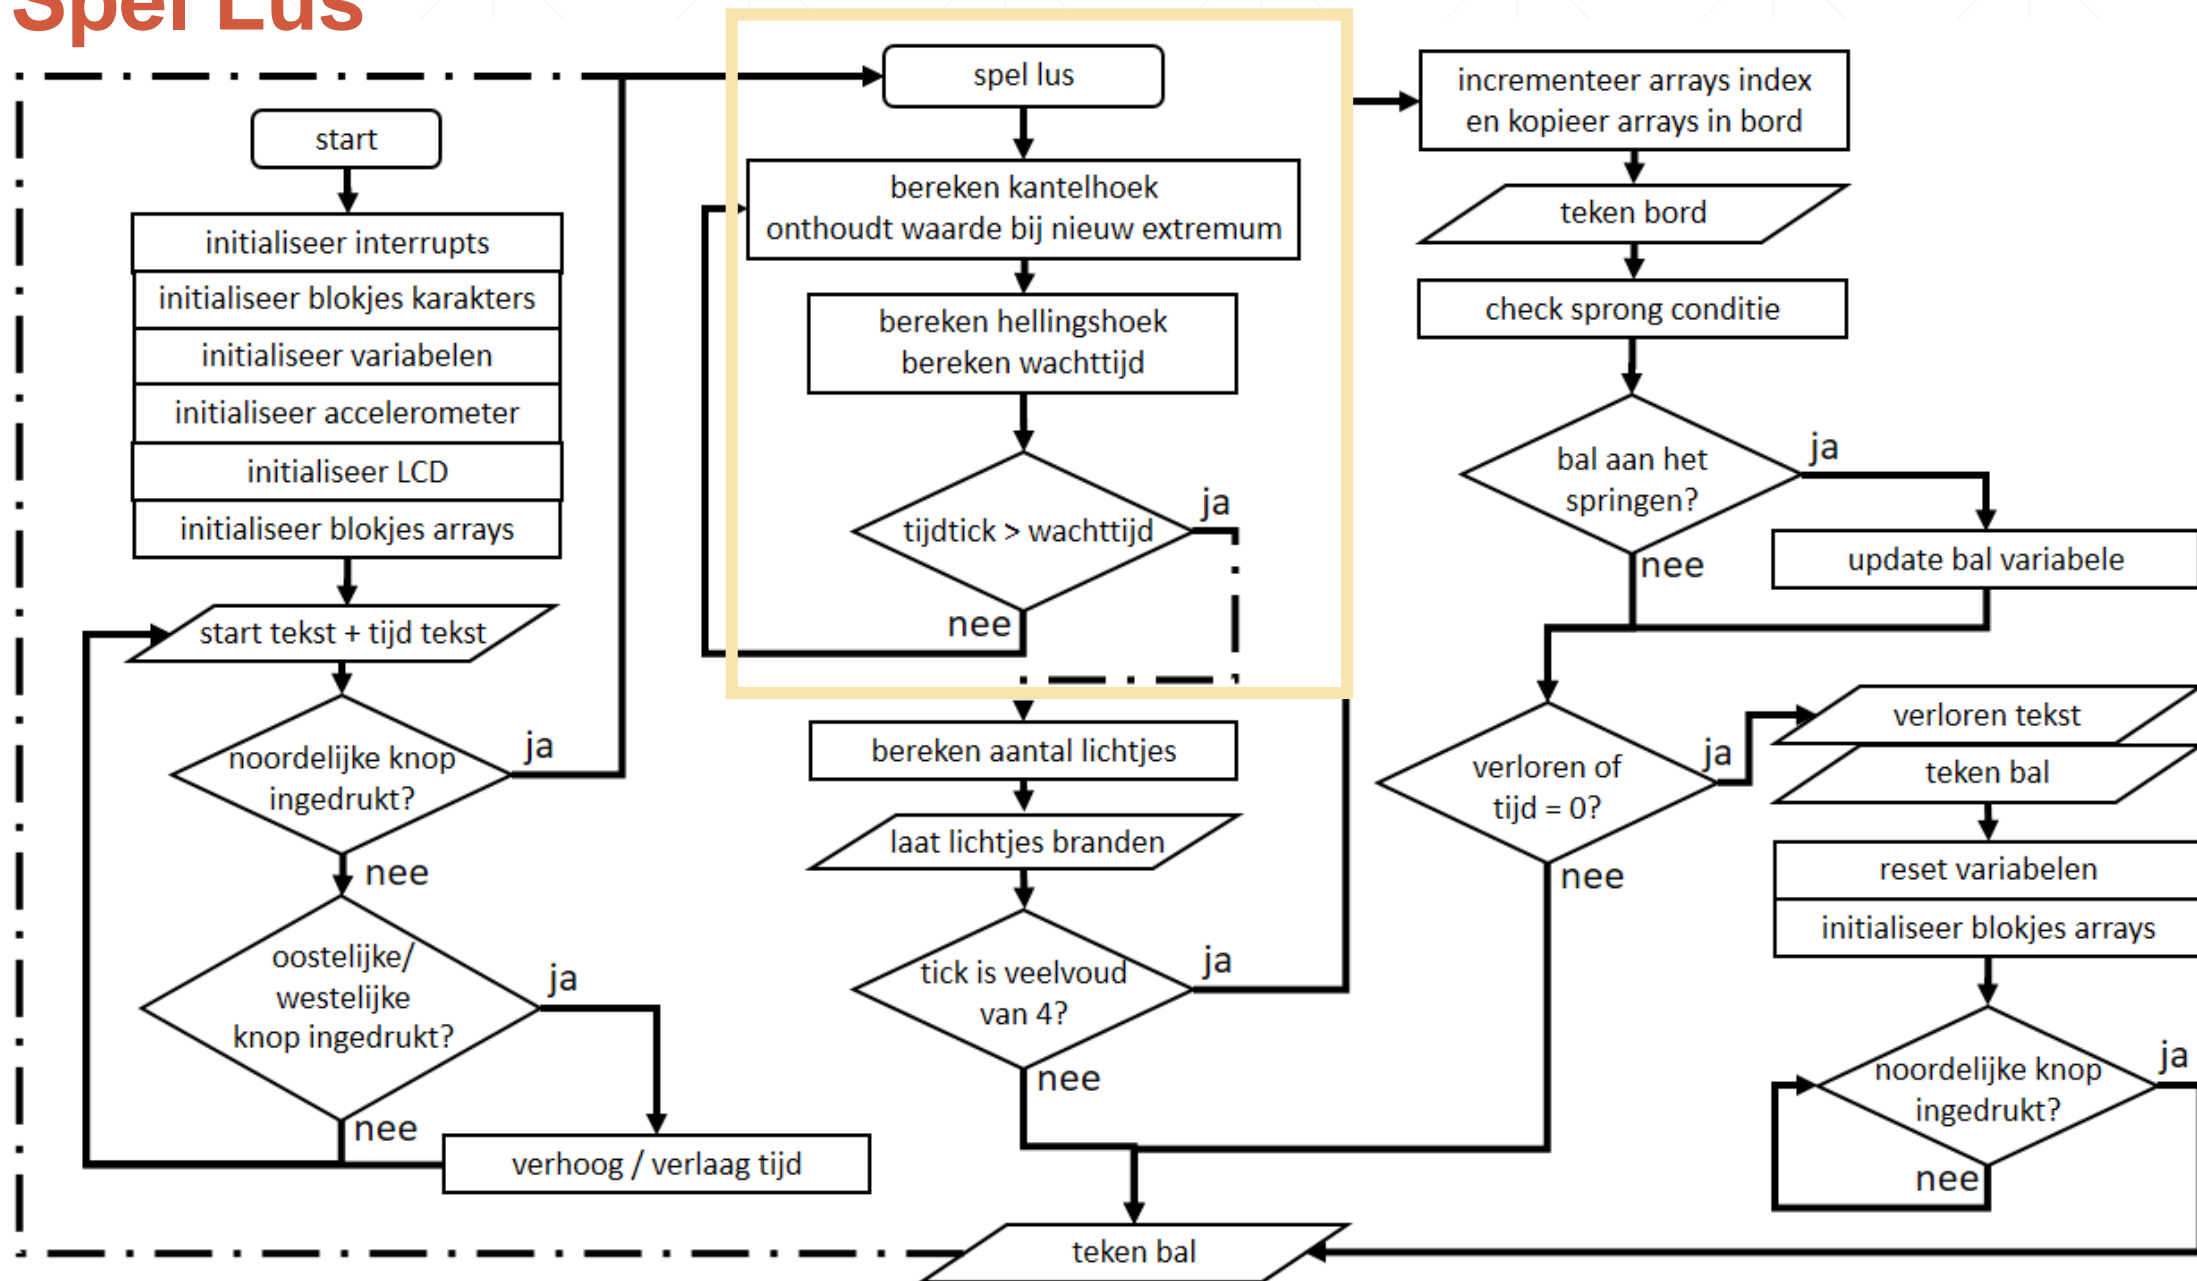 Spel Lus
start
initialiseer interrupts
initialiseer blokjes karakters
initialiseer variabelen
initialiseer accelerometer
initialiseer LCD
initialiseer blokjes arrays
start tekst + tijd tekst
noordelijke knop
ingedrukt?
ja
nee
oostelijke/
westelijke
knop ingedrukt?
ja
nee
verhoog / verlaag tijd
spel lus
bereken kantelhoek
onthoudt waarde bij nieuw extremum
bereken hellingshoek
bereken wachttijd
tijdtick > wachttijd
ja
nee
bereken aantal lichtjes
laat lichtjes branden
tick is veelvoud
van 4?
ja
nee
teken bal
incrementeer arrays index
en kopieer arrays in bord
teken bord
check sprong conditie
bal aan het
springen?
ja
nee
update bal variabele
verloren of
tijd = 0?
ja
nee
verloren tekst
teken bal
reset variabelen
initialiseer blokjes arrays
noordelijke knop
ingedrukt?
ja
nee